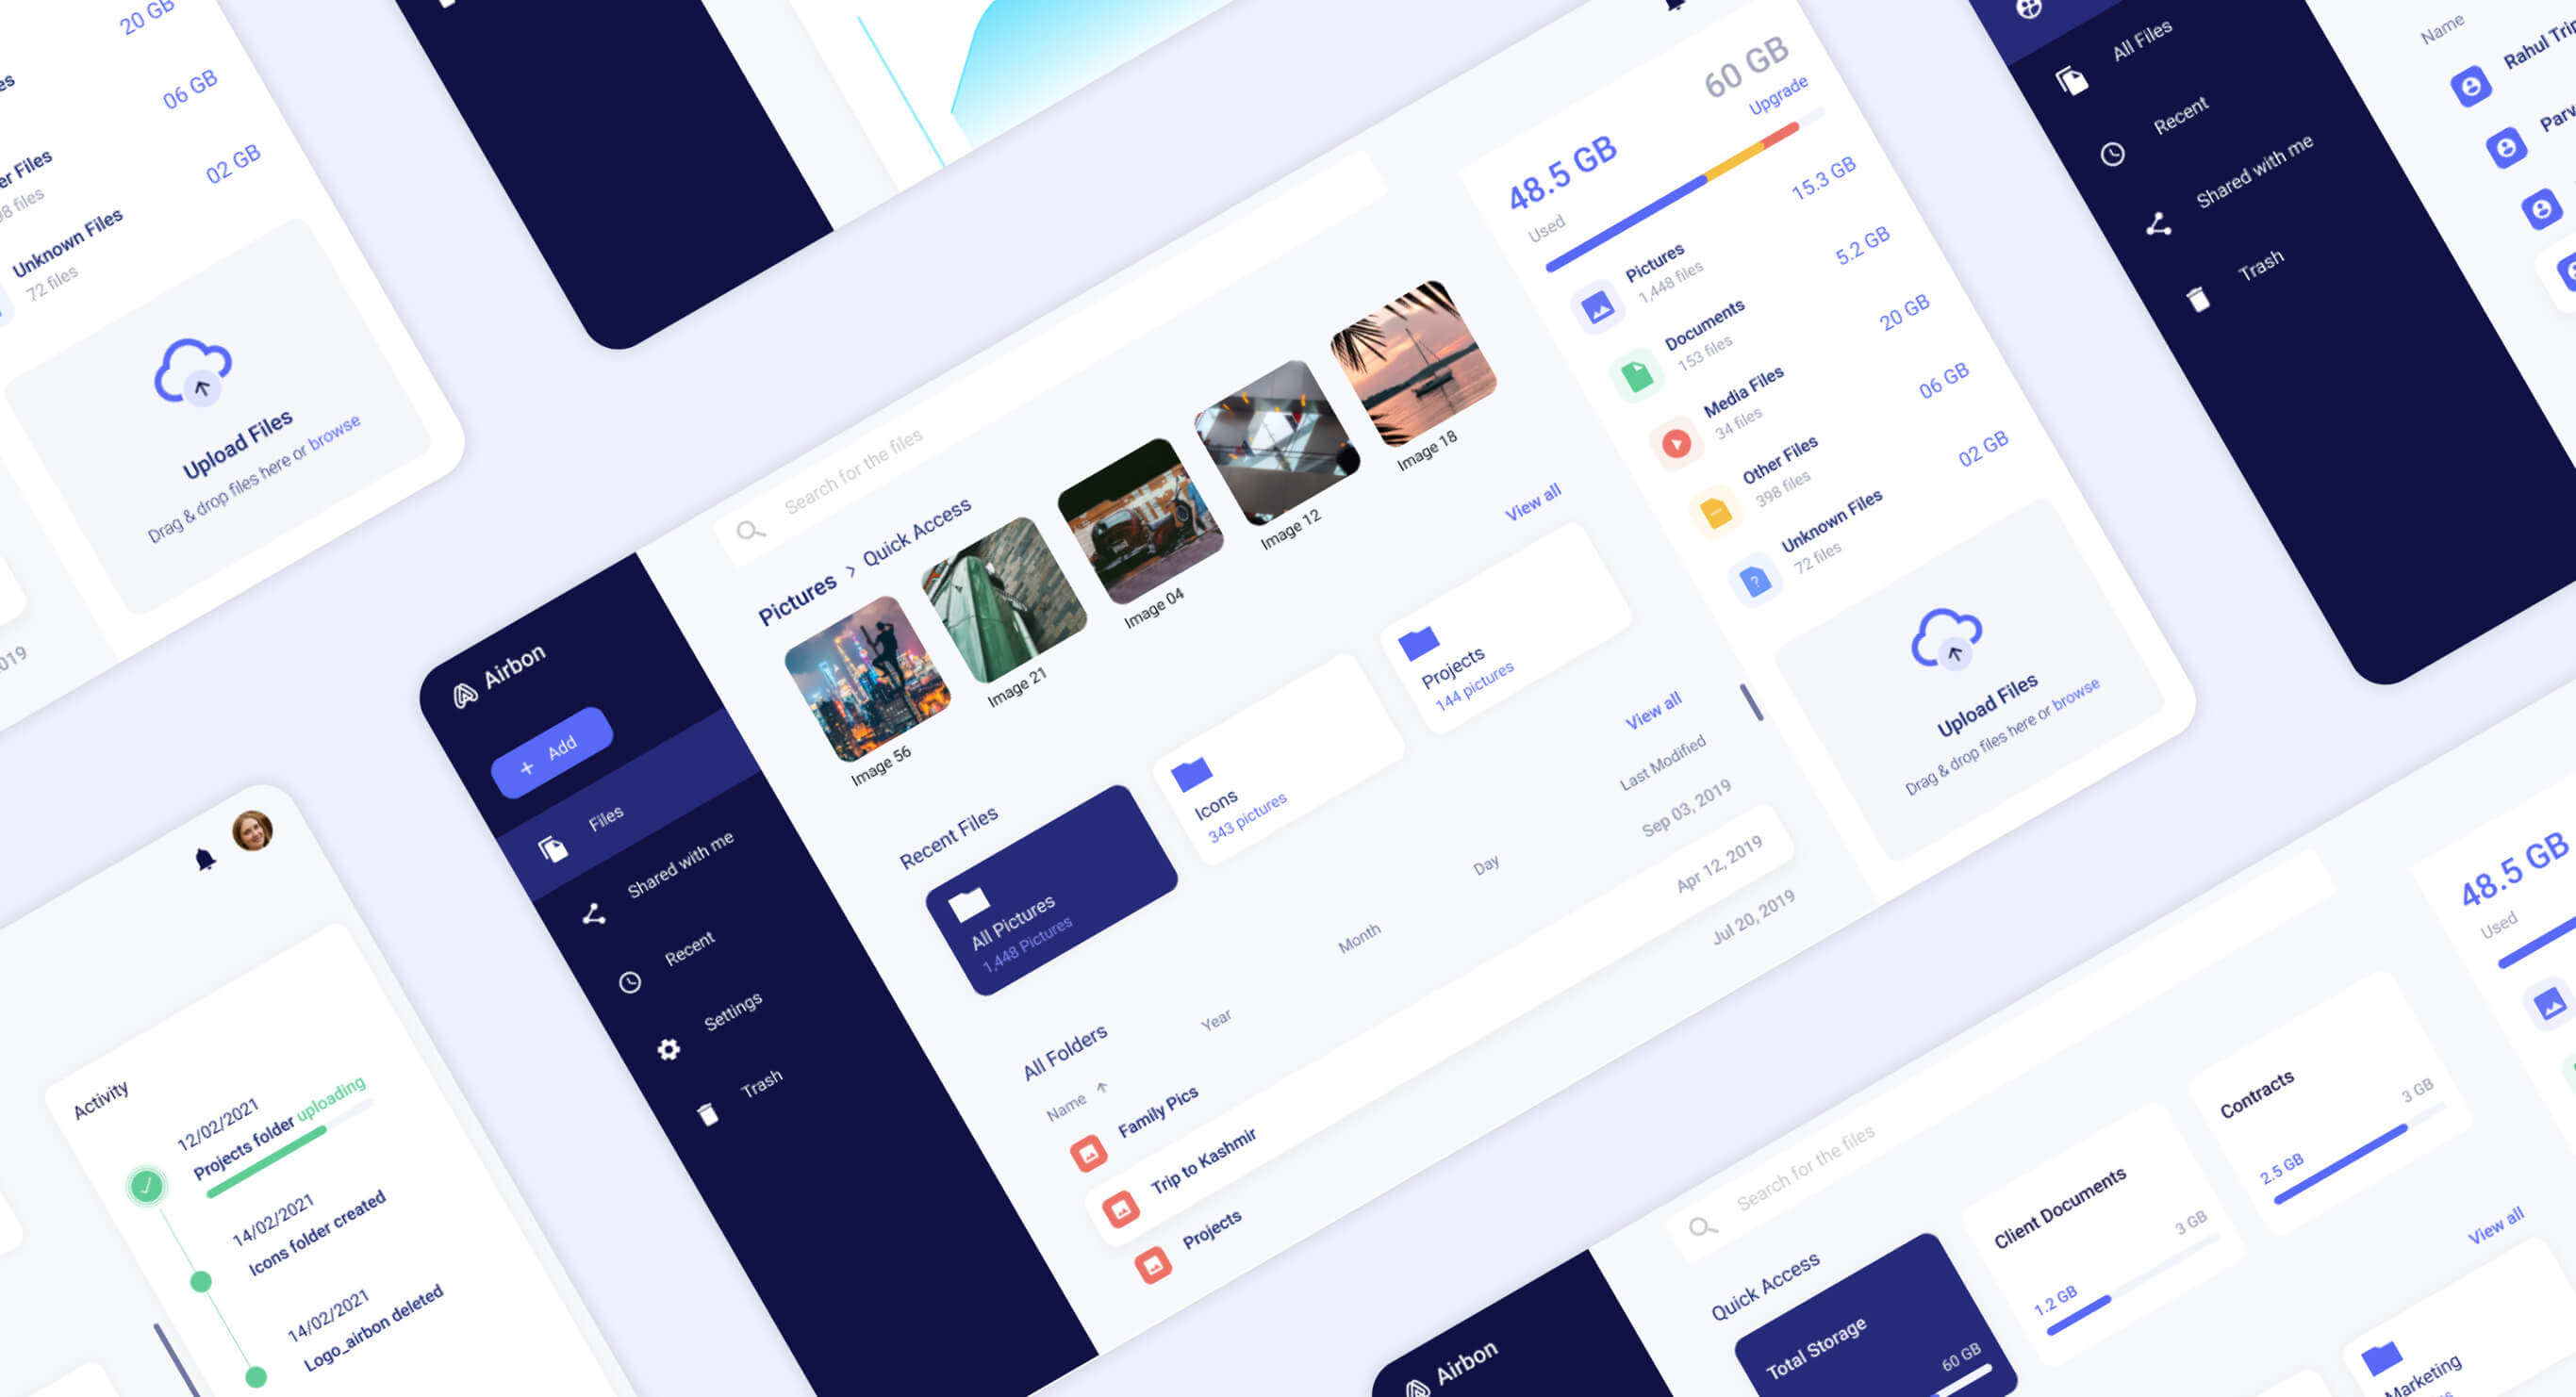 20 GB
06 GB
02 GB
Unknown Files
72 files
Upload Files
Drag & drop files here or browse
2019
Activity
12/02/2021
Projects folder uploading
14/02/2021
Icons folder created
14/02/2021
Logo_airbon deleted
Airbon
+ Add
Files
Shared with me
Recent
Settings
Trash
Search for the files
Pictures > Quick Access
Image 56
Image 21
Image 04
Image 12
Image 18
Recent Files
View all
All Pictures
1,448 Pictures
Icons
343 pictures
Projects
144 pictures
All Folders
View all
Name
Year
Month
Day
Last Modified
Family Pics
Sep 03, 2019
Trip to Kashmir
Apr 12, 2019
Projects
Jul 20, 2019
48.5 GB
Used
60 GB
Upgrade
Pictures
1,448 files
15.3 GB
Documents
153 files
5.2 GB
Media Files
34 files
20 GB
Other Files
398 files
06 GB
Unknown Files
72 files
02 GB
Upload Files
Drag & drop files here or browse
All Files
Recent
Shared with me
Trash
Name
Rahul
Airbon
Search for the files
Quick Access
Total Storage
60 GB
Client Documents
1.2 GB
3 GB
Contracts
2.5 GB
3 GB
View all
Marketing
48.5 GB
Used